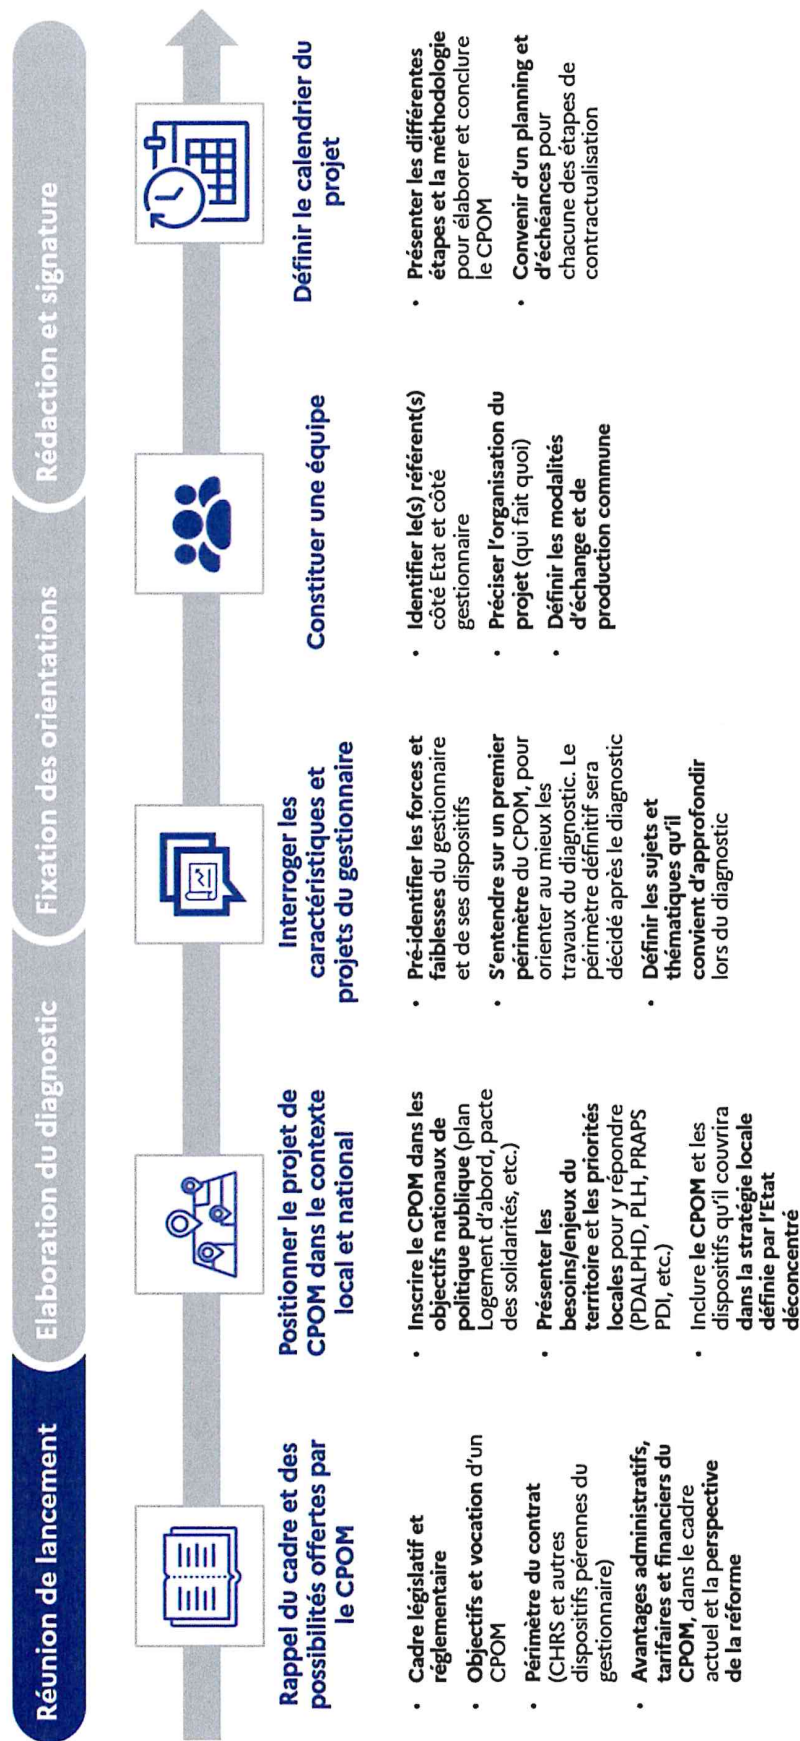 Réunion de lancement
Elaboration du diagnostic
Fixation des orientations
Rédaction et signature
Rappel du cadre et des
possibilités offertes par
le CPOM
• Cadre législatif et
réglementaire
• Objectifs et vocation d'un
CPOM
• Périmètre du contrat
(CHRS et autres
dispositifs pérennes du
gestionnaire)
• Avantages administratifs,
tarifaires et financiers du
CPOM, dans le cadre
actuel et la perspective
de la réforme
Positionner le projet de
CPOM dans le contexte
local et national
• Inscrire le CPOM dans les
objectifs nationaux de
politique publique (plan
Logement d'abord, pacte
des solidarités, etc.)
• Présenter les
besoins/enjeux du
territoire et les priorités
locales pour y répondre
(PDALPHD, PLH, PRAPS
PDI, etc.)
• Inclure le CPOM et les
dispositifs qu'il couvrira
dans la stratégie locale
définie par l'Etat
déconcentré
Interroger les
caractéristiques et
projets du gestionnaire
• Pré-identifier les forces et
faiblesses du gestionnaire
et de ses dispositifs
• S'entendre sur un premier
périmètre du CPOM, pour
orienter au mieux les
travaux du diagnostic. Le
périmètre définitif sera
décidé après le diagnostic
• Définir les sujets et
thématiques qu'il
convient d'approfondir
lors du diagnostic
Constituer une équipe
• Identifier le(s) référent(s)
côté Etat et côté
gestionnaire
• Préciser l'organisation du
projet (qui fait quoi)
• Définir les modalités
d'échange et de
production commune
Définir le calendrier du
projet
• Présenter les différentes
étapes et la méthodologie
pour élaborer et conclure
le CPOM
• Convenir d'un planning et
d'échéances pour
chacune des étapes de
contractualisation